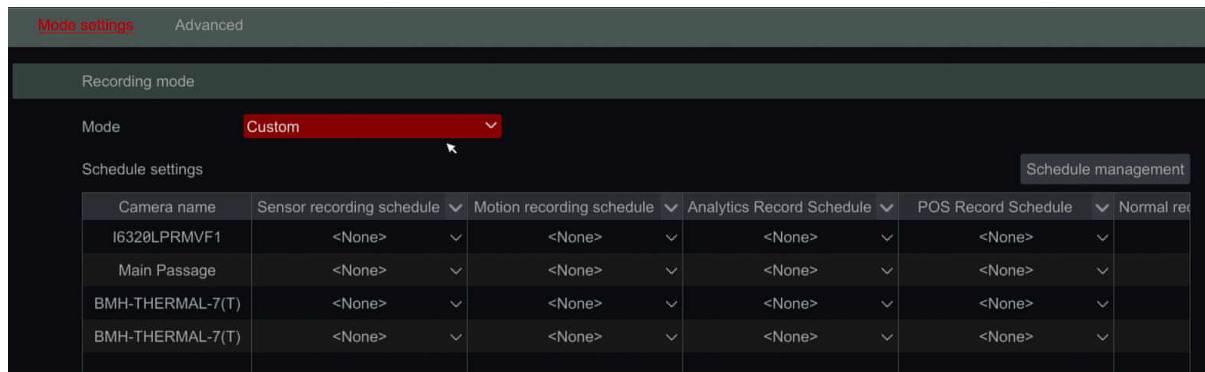 Mode settings Advanced
Recording mode
Mode Custom
Schedule settings Schedule management
Camera name Sensor recording schedule Motion recording schedule Analytics Record Schedule POS Record Schedule Normal rec
I6320LPRMVF1 <None> <None> <None> <None>
Main Passage <None> <None> <None> <None>
BMH-THERMAL-7(T) <None> <None> <None> <None>
BMH-THERMAL-7(T) <None> <None> <None> <None>